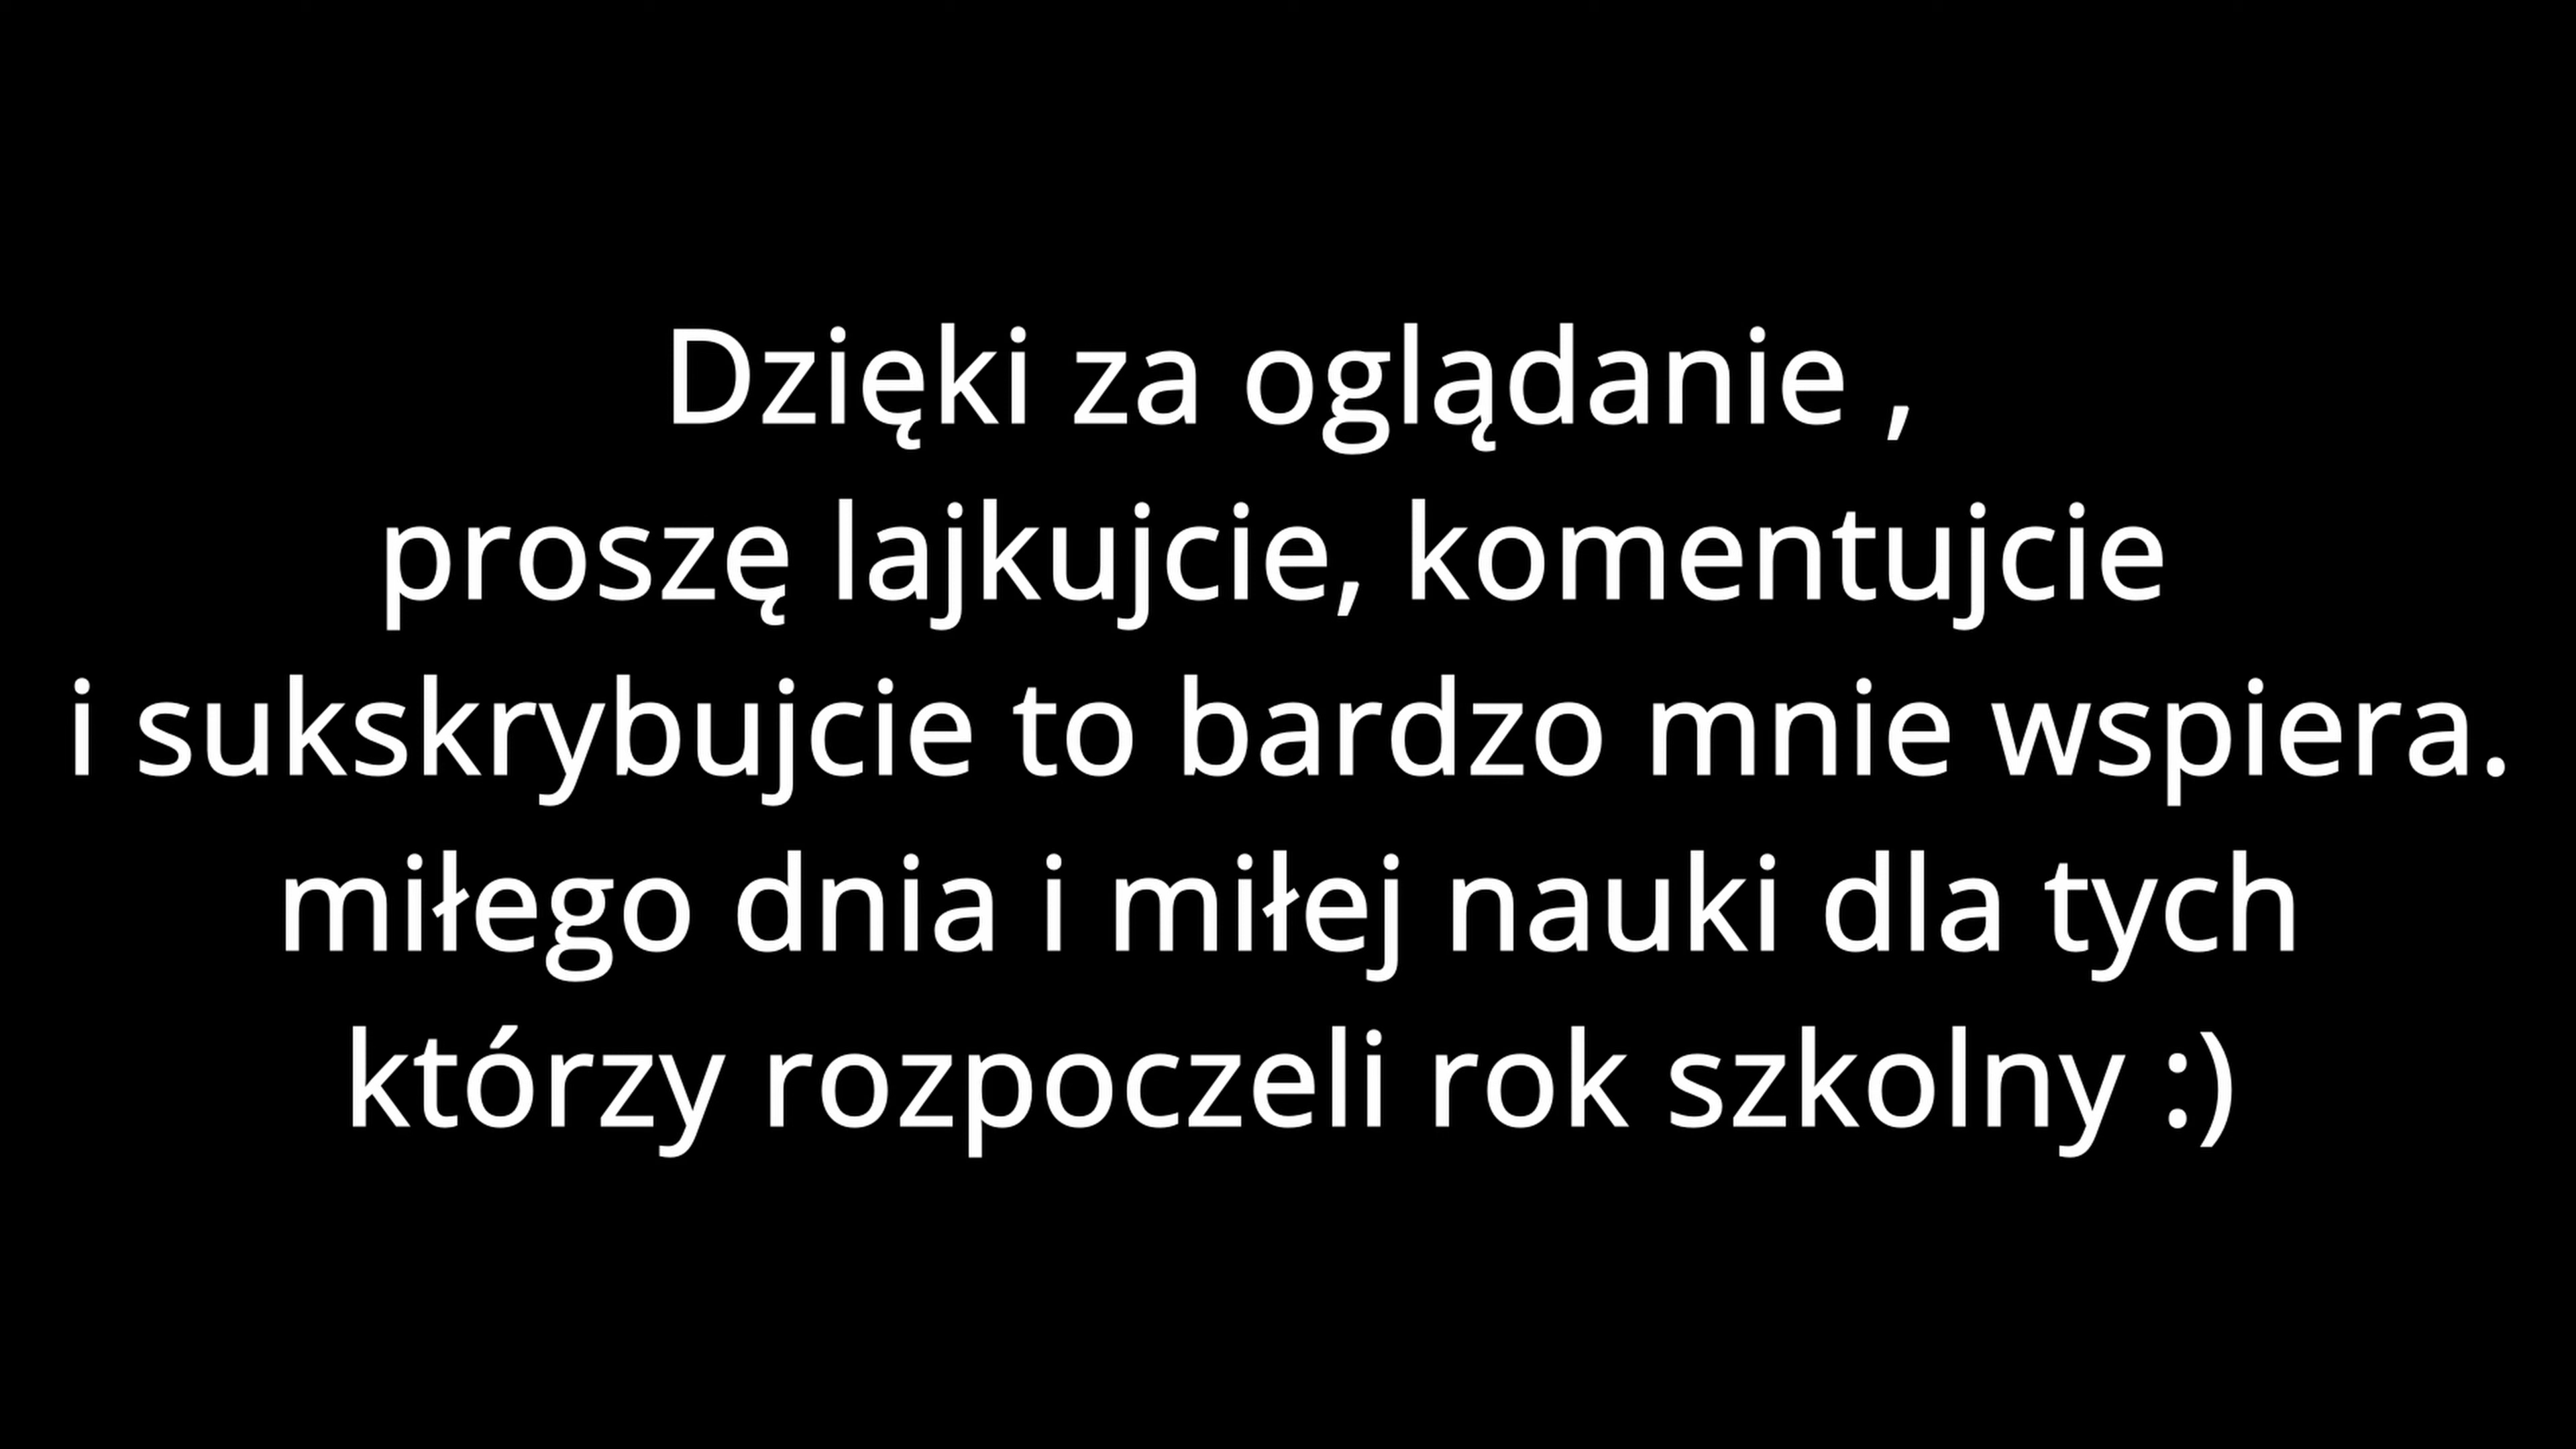 Dzięki za oglądanie ,
proszę lajkujcie, komentujcie
i sukskrybujcie to bardzo mnie wspiera.
miłego dnia i miłej nauki dla tych
którzy rozpoczeli rok szkolny :)